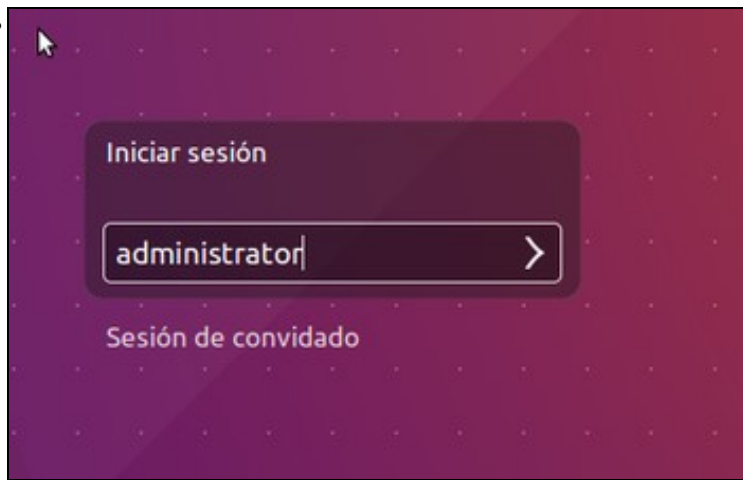 Iniciar sesión
administrator
Sesión de convidado